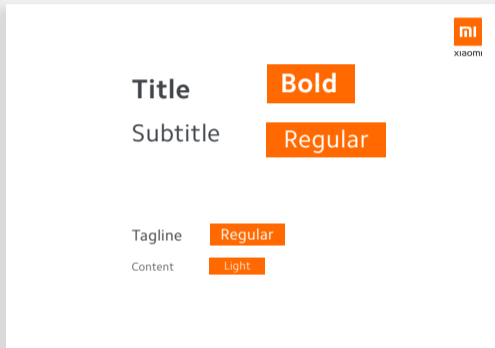 mi
xiaomi
Title Bold
Subtitle Regular
Tagline Regular
Content Light